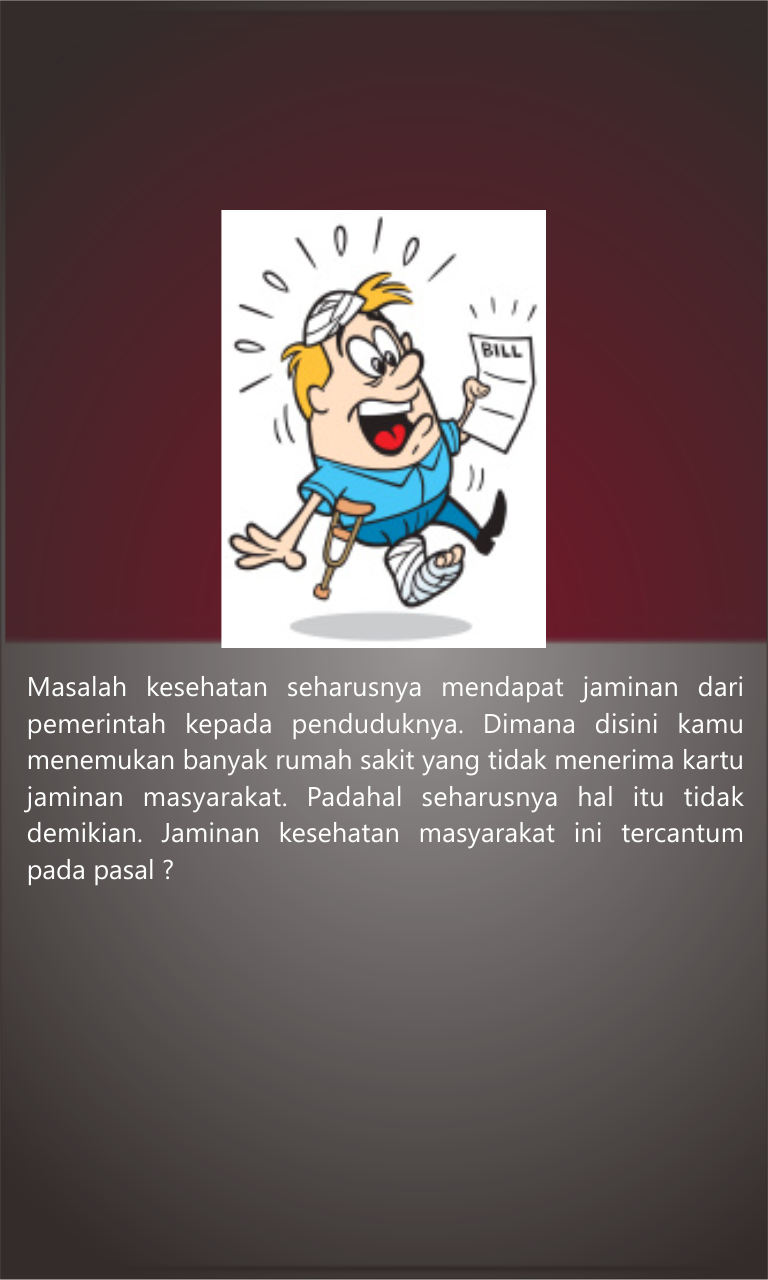 BILL
Masalah kesehatan seharusnya mendapat jaminan dari
pemerintah kepada penduduknya. Dimana disini kamu
menemukan banyak rumah sakit yang tidak menerima kartu
jaminan masyarakat. Padahal seharusnya hal itu tidak
demikian. Jaminan kesehatan masyarakat ini tercantum
pada pasal ?